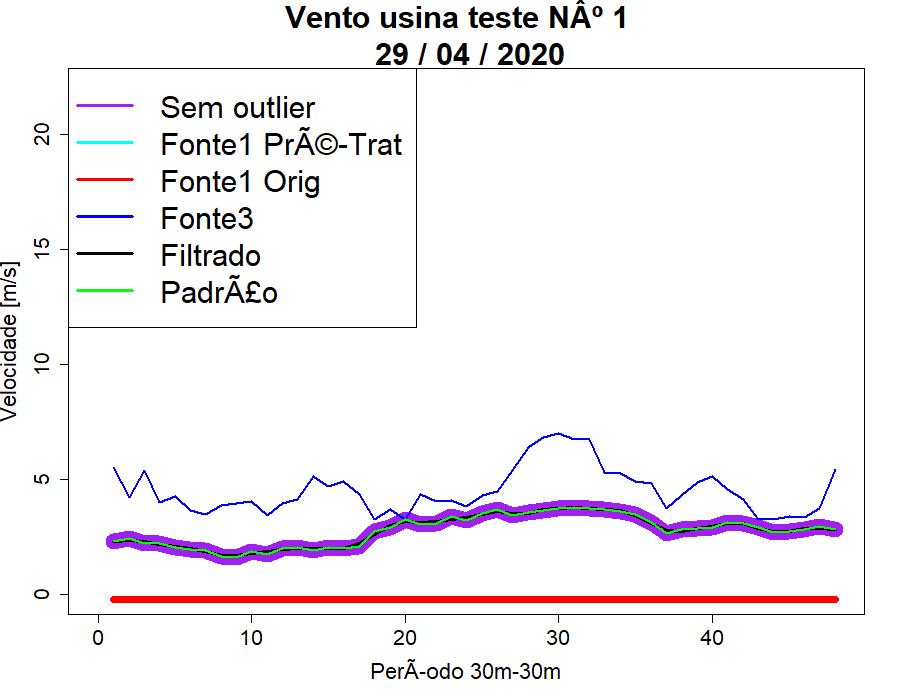 Vento usina teste NÂº 1
29 / 04 / 2020
Sem outlier
Fonte1 PrÃ©-Trat
Fonte1 Orig
Fonte3
Filtrado
PadrÃ£o
Velocidade [m/s]
20
15
10
5
0
0 10 20 30 40
PerÃ-odo 30m-30m